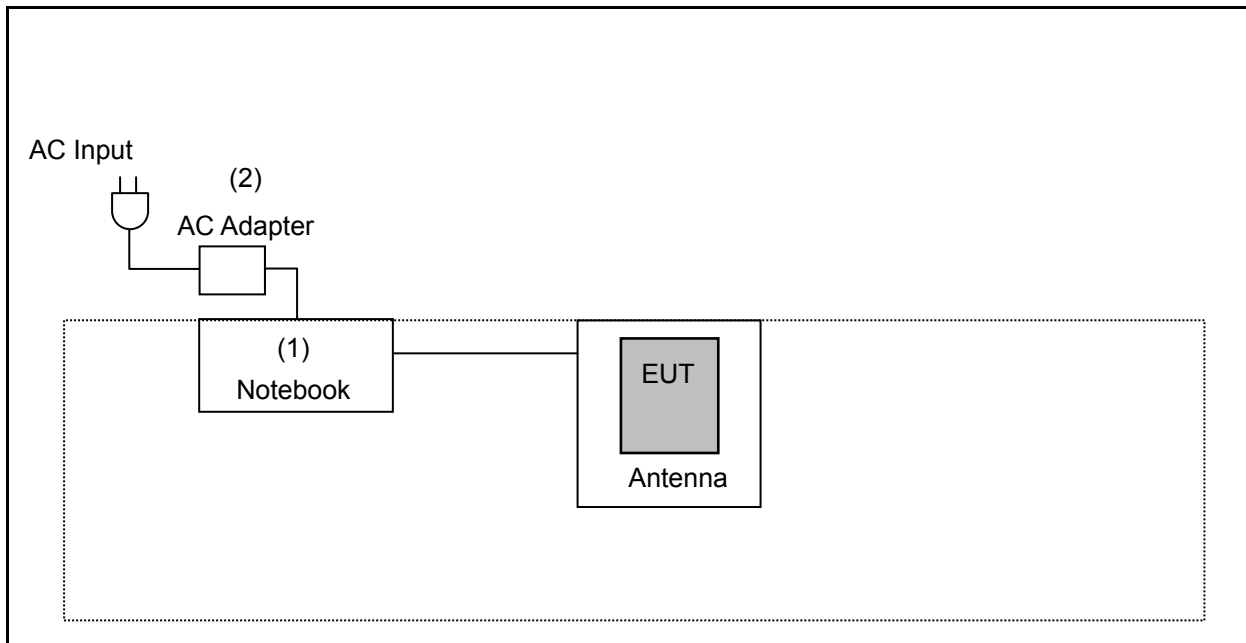 AC Input
(2)
AC Adapter
(1)
Notebook
EUT
Antenna